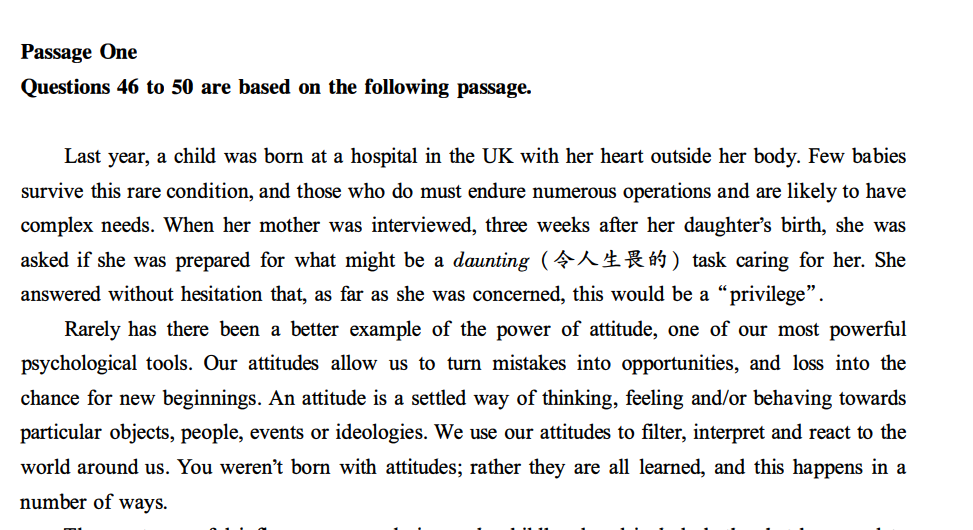 Passage One
Questions 46 to 50 are based on the following passage.
Last year, a child was born at a hospital in the UK with her heart outside her body. Few babies
survive this rare condition, and those who do must endure numerous operations and are likely to have
complex needs. When her mother was interviewed, three weeks after her daughter’s birth, she was
asked if she was prepared for what might be a daunting（令人生畏的）task caring for her. She
answered without hesitation that, as far as she was concerned, this would be a “privilege”.
Rarely has there been a better example of the power of attitude, one of our most powerful
psychological tools. Our attitudes allow us to turn mistakes into opportunities, and loss into the
chance for new beginnings. An attitude is a settled way of thinking, feeling and/or behaving towards
particular objects, people, events or ideologies. We use our attitudes to filter, interpret and react to the
world around us. You weren’t born with attitudes; rather they are all learned, and this happens in a
number of ways.